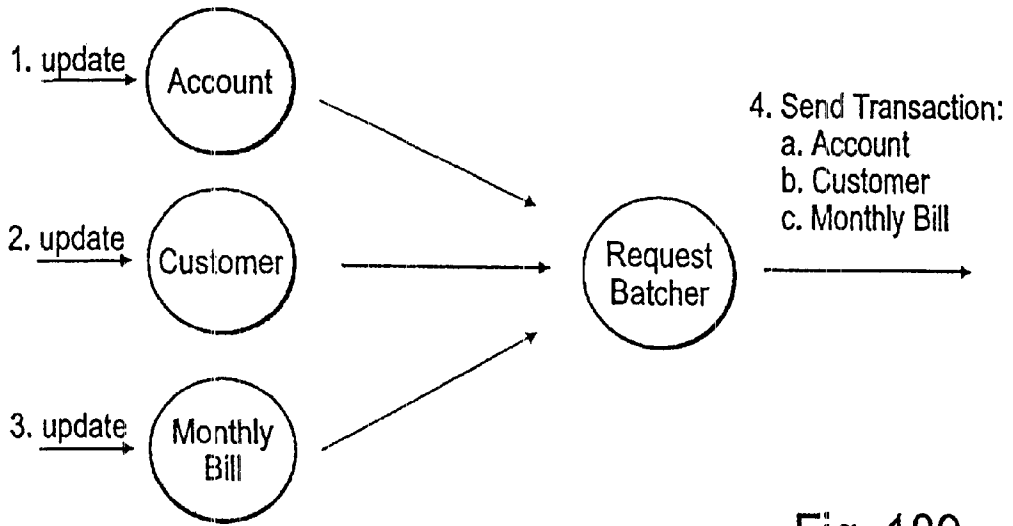 1. update
Account
2. update
Customer
3. update
Monthly
Bill
Request
Batcher
4. Send Transaction:
a. Account
b. Customer
c. Monthly Bill